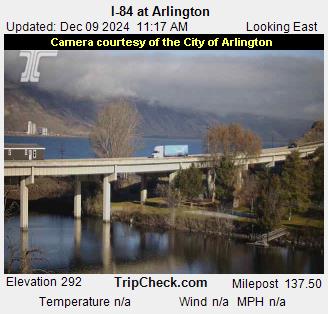 I-84 at Arlington
Updated: Dec 09 2024 11:17 AM Looking East
Camera courtesy of the City of Arlington
Elevation 292 TripCheck.com Milepost 137.50
Temperature n/a Wind n/a MPH n/a